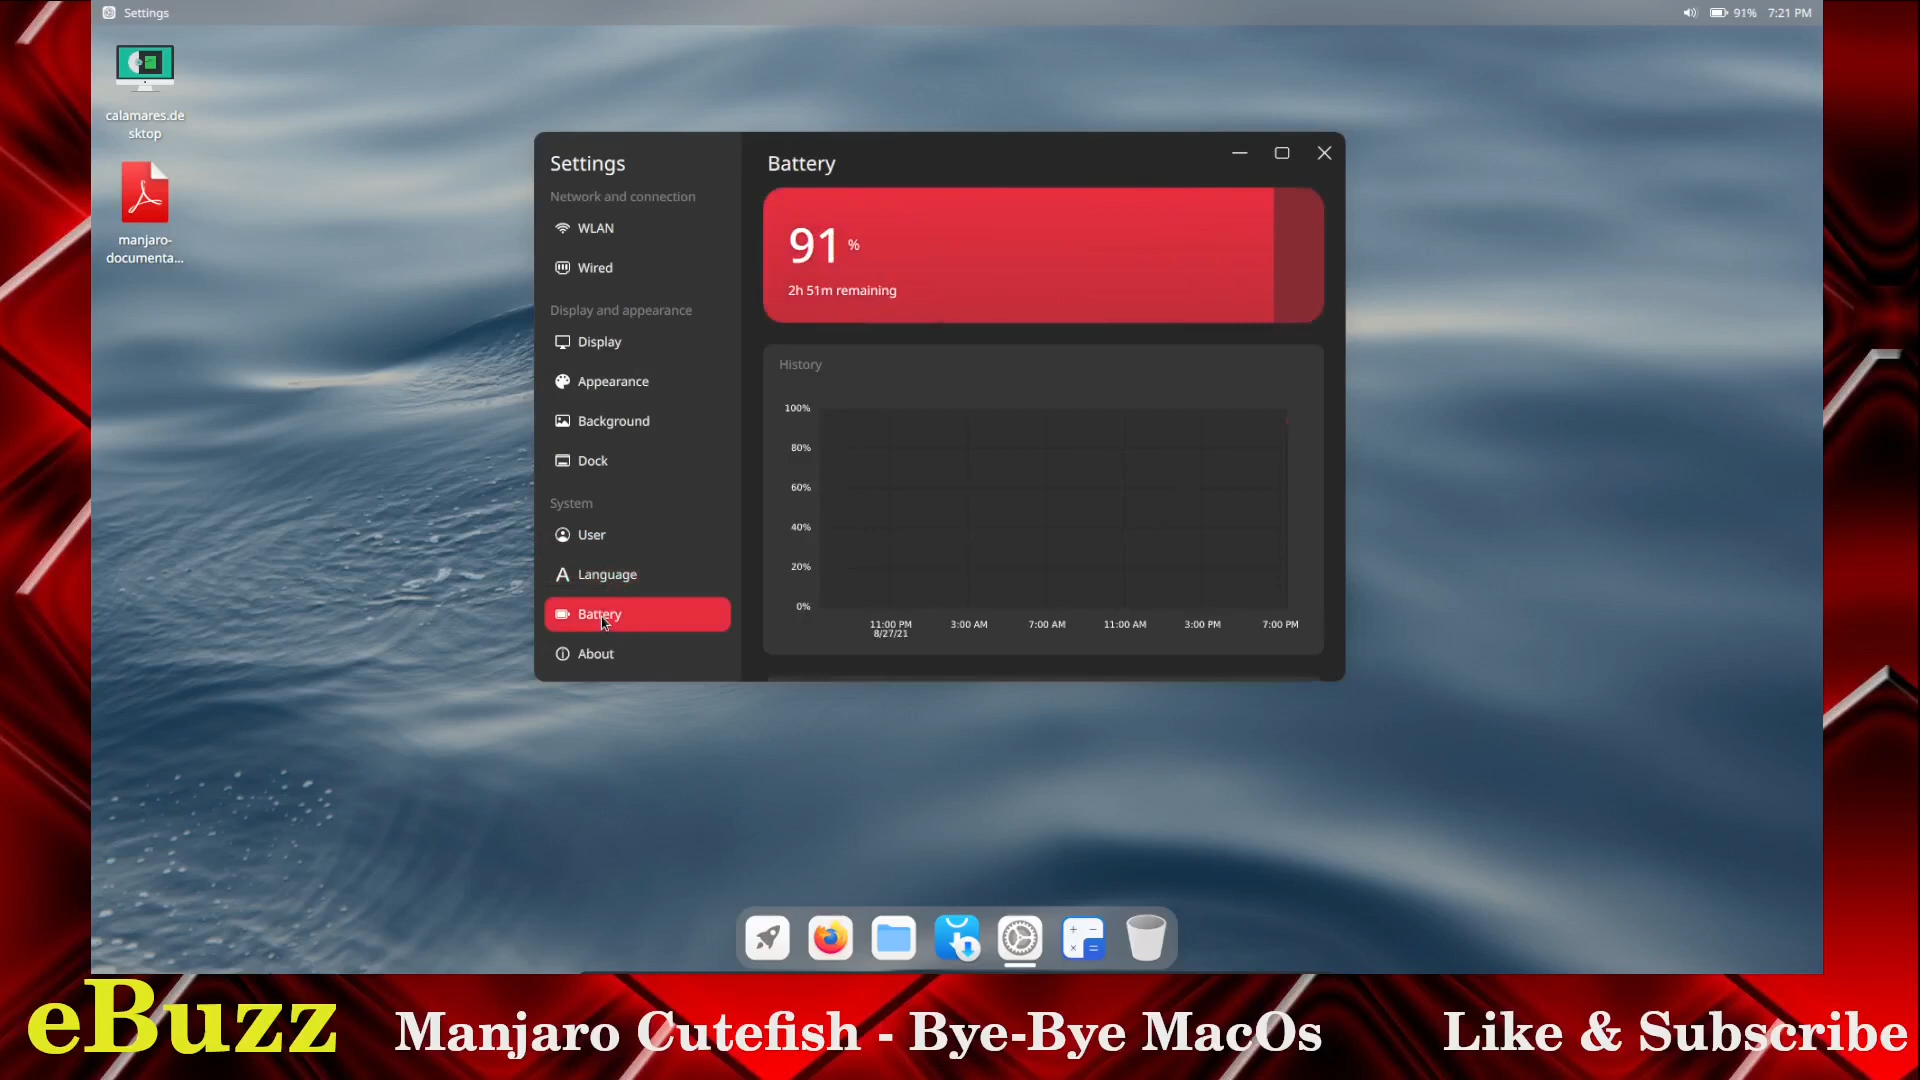 Settings
91%
7:21 PM
calamares.de
sktop
manjaro-
documenta...
Settings
Network and connection
WLAN
Wired
Display and appearance
Display
Appearance
Background
Dock
System
User
Language
Battery
About
Battery
91 %
2h 51m remaining
History
100%
80%
60%
40%
20%
0%
11:00 PM
8/27/21
3:00 AM
7:00 AM
11:00 AM
3:00 PM
7:00 PM
eBuzz
Manjaro Cutefish - Bye-Bye MacOs
Like & Subscribe